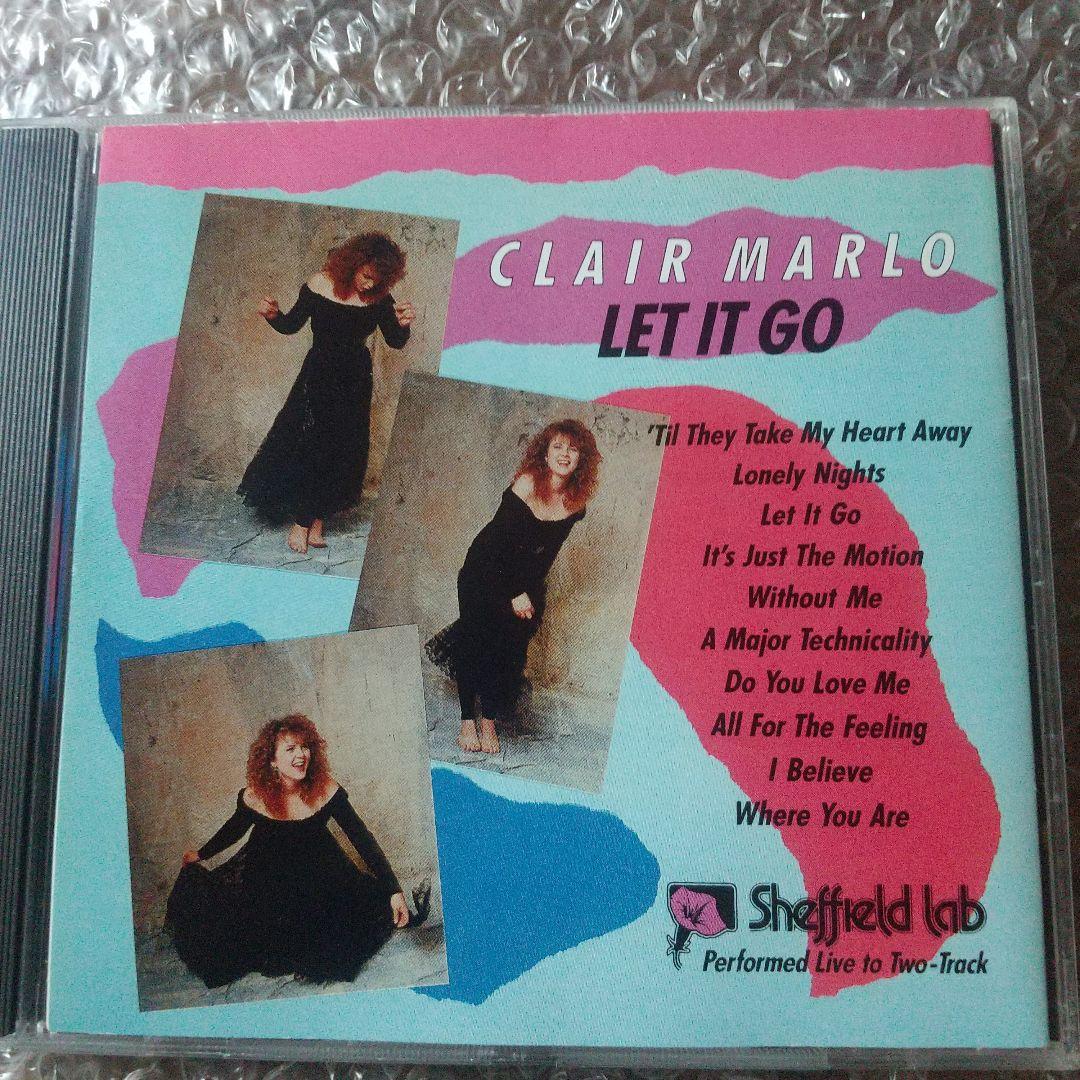 CLAIR MARLO
LET IT GO
'Til They Take My Heart Away
Lonely Nights
Let It Go
It's Just The Motion
Without Me
A Major Technicality
Do You Love Me
All For The Feeling
I Believe
Where You Are
Sheffield Lab
Performed Live to Two-Track